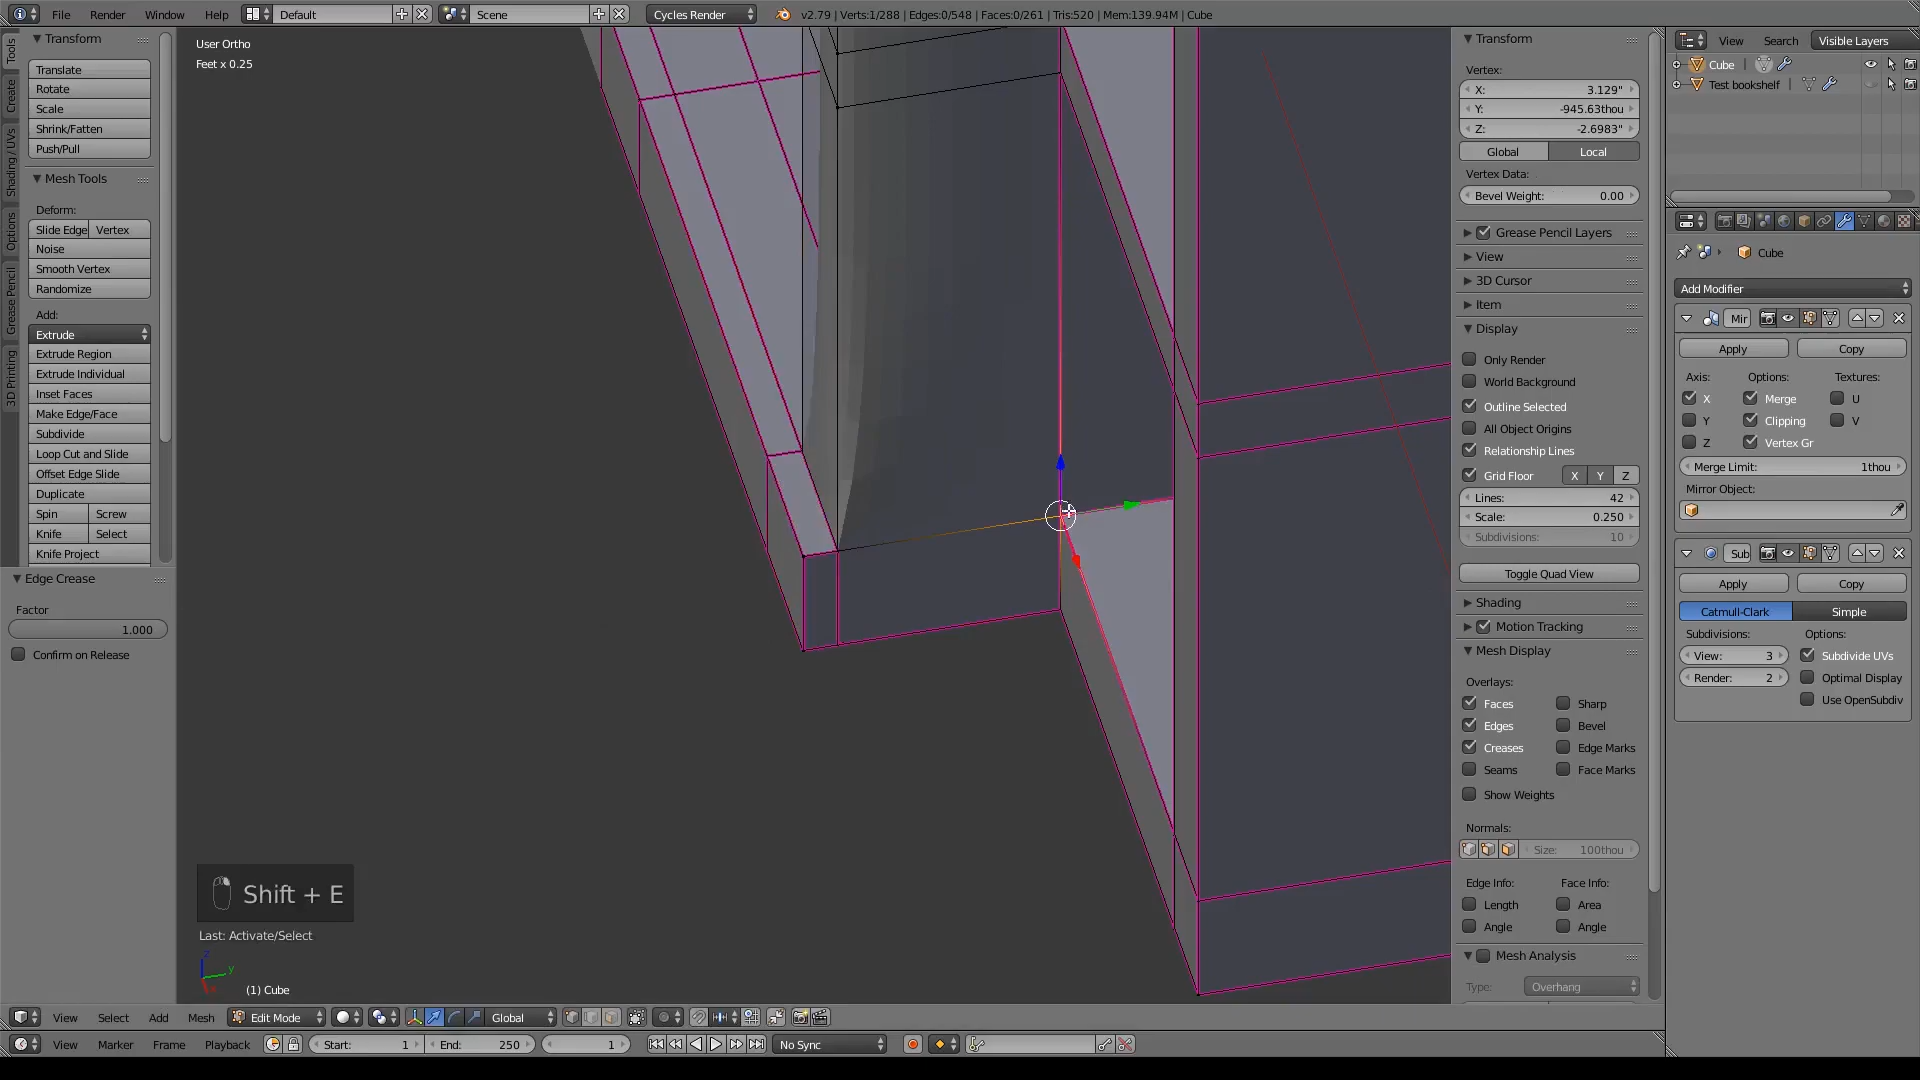 File Render Window Help Default Scene Cycles Render v2.79 | Verts:1/288 | Edges:0/548 | Faces:0/261 | Tris:520 | Mem:139.94M | Cube
Tools
Create
Shading / UVs
Options
Grease Pencil
3D Printing
Transform
Translate
Rotate
Scale
Shrink/Fatten
Push/Pull
Mesh Tools
Deform:
Slide Edge Vertex
Noise
Smooth Vertex
Randomize
Add:
Extrude
Extrude Region
Extrude Individual
Inset Faces
Make Edge/Face
Subdivide
Loop Cut and Slide
Offset Edge Slide
Duplicate
Spin Screw
Knife Select
Knife Project
Edge Crease
Factor
1.000
Confirm on Release
User Ortho
Feet x 0.25
Shift + E
Last: Activate/Select
z
y
(1) Cube
Transform
Vertex:
X: 3.129"
Y: -945.63thou
Z: -2.6983"
Global Local
Vertex Data:
Bevel Weight: 0.00
Grease Pencil Layers
View
3D Cursor
Item
Display
Only Render
World Background
Outline Selected
All Object Origins
Relationship Lines
Grid Floor X Y Z
Lines: 42
Scale: 0.250
Subdivisions: 10
Toggle Quad View
Shading
Motion Tracking
Mesh Display
Overlays:
Faces Sharp
Edges Bevel
Creases Edge Marks
Seams Face Marks
Show Weights
Normals:
Size: 100thou
Edge Info: Face Info:
Length Area
Angle Angle
Mesh Analysis
Type: Overhang
View Search Visible Layers
Cube
Test bookshelf
Cube
Add Modifier
Mir
Apply Copy
Axis: Options: Textures:
X Merge U
Y Clipping V
Z Vertex Gr
Merge Limit: 1thou
Mirror Object:
Sub
Apply Copy
Catmull-Clark Simple
Subdivisions: Options:
View: 3 Subdivide UVs
Render: 2 Optimal Display
Use OpenSubdiv
View Select Add Mesh Edit Mode Global
View Marker Frame Playback Start: 1 End: 250 1 No Sync